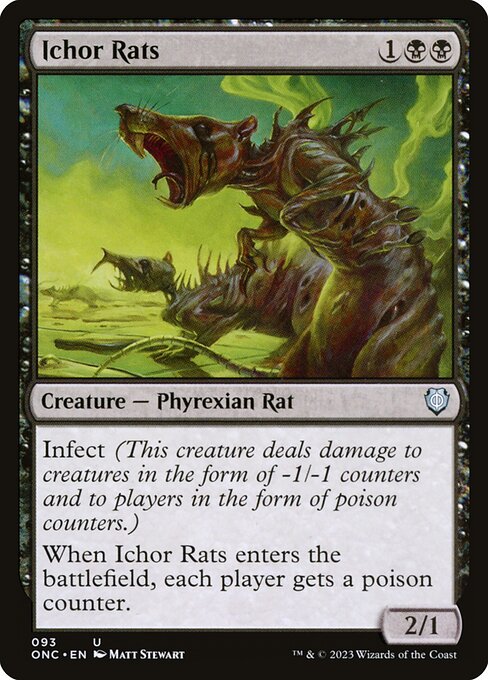 Ichor Rats 1
Creature — Phyrexian Rat
Infect (This creature deals damage to
creatures in the form of -1/-1 counters
and to players in the form of poison
counters.)
When Ichor Rats enters the
battlefield, each player gets a poison
counter.
2/1
093 U
ONC • EN Matt Stewart
™ & © 2023 Wizards of the Coast